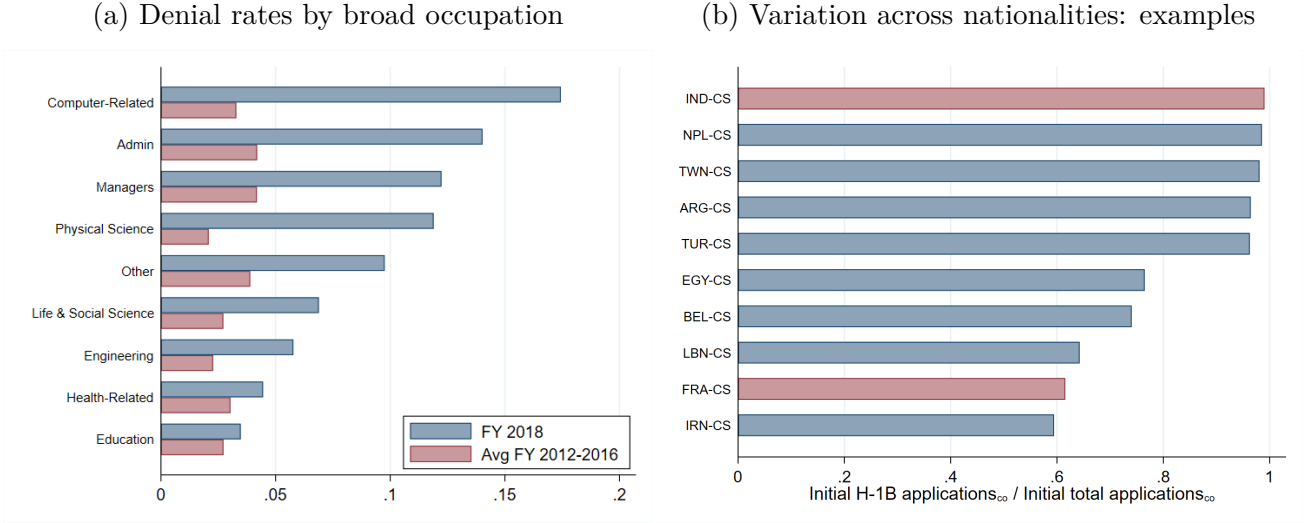 (a) Denial rates by broad occupation
Computer-Related
Admin
Managers
Physical Science
Other
Life & Social Science
Engineering
Health-Related
Education
FY 2018
Avg FY 2012-2016
0
.05
.1
.15
.2
(b) Variation across nationalities: examples
IND-CS
NPL-CS
TWN-CS
ARG-CS
TUR-CS
EGY-CS
BEL-CS
LBN-CS
FRA-CS
IRN-CS
0
.2
.4
.6
.8
1
Initial H-1B applicationsco / Initial total applicationsco